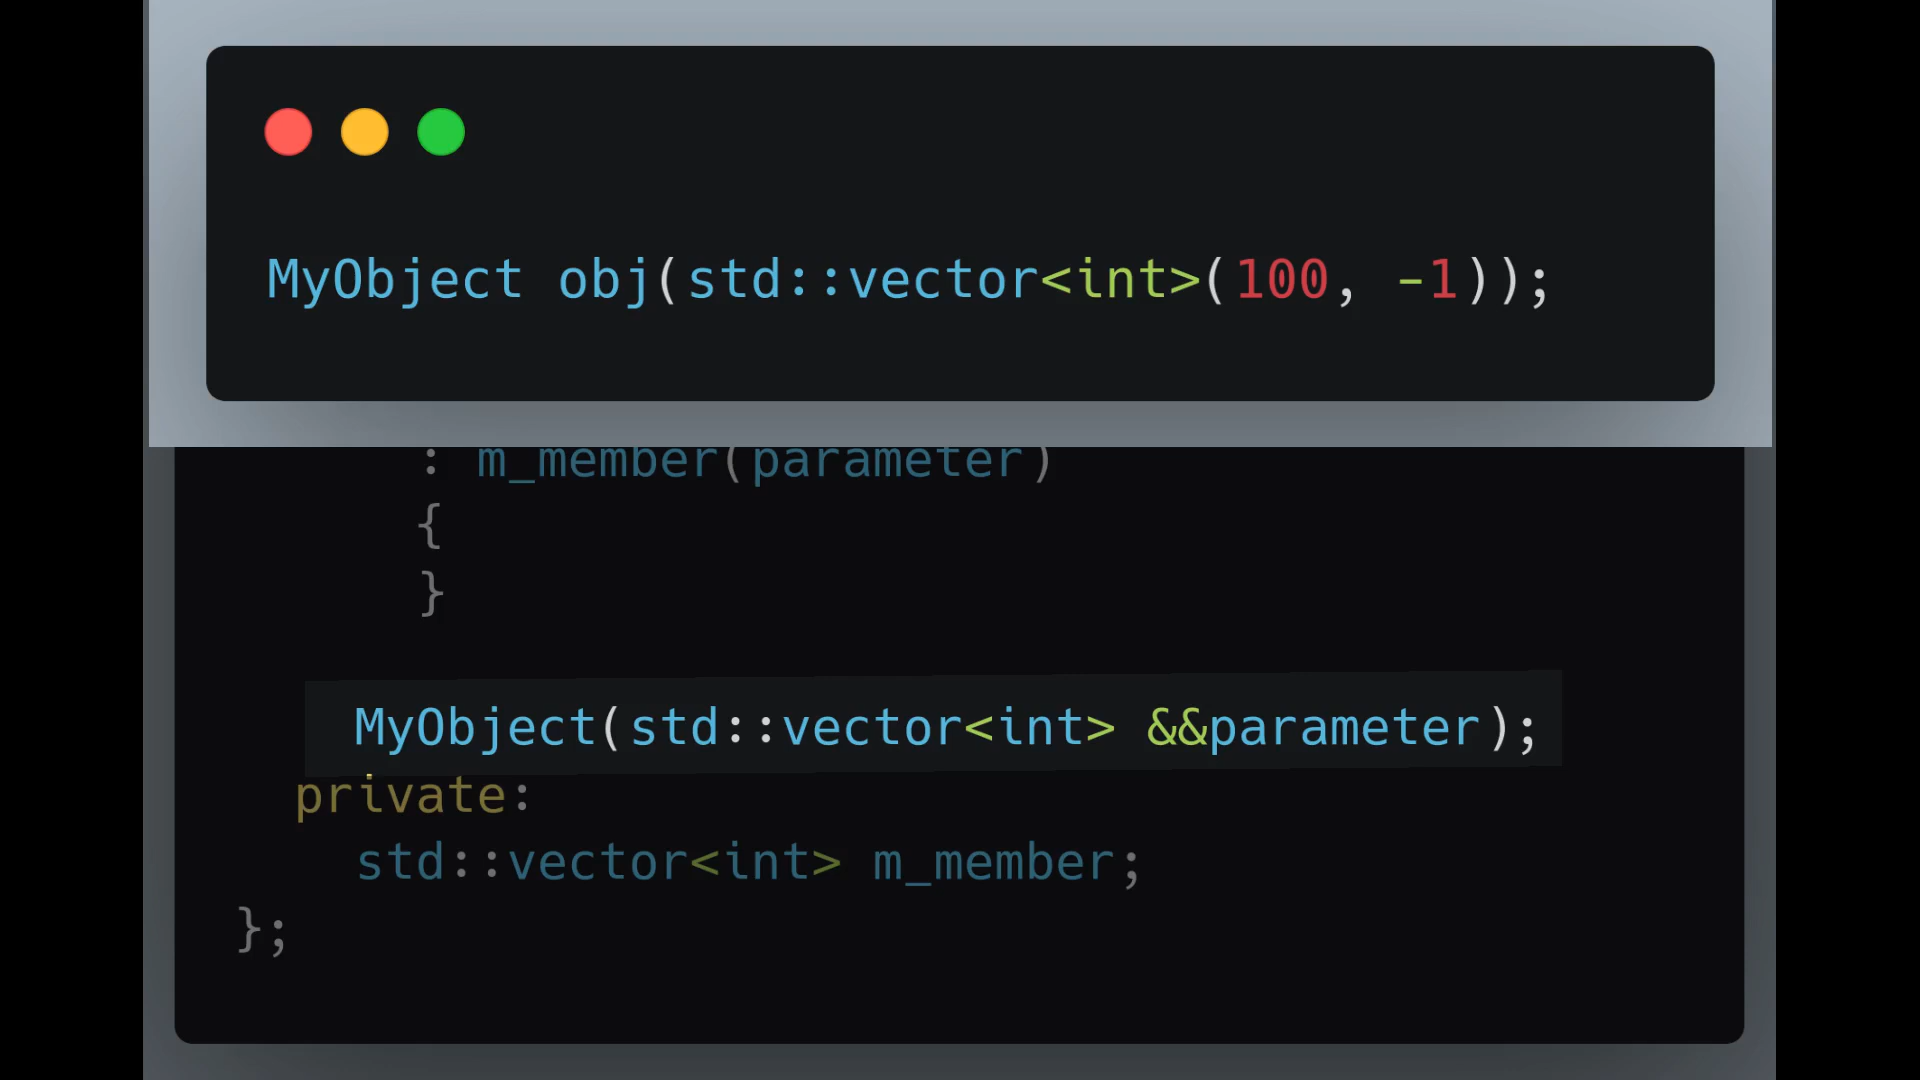 MyObject obj(std::vector<int>(100, -1));
: m_member(parameter)
{
}
MyObject(std::vector<int> &&parameter);
private:
std::vector<int> m_member;
};